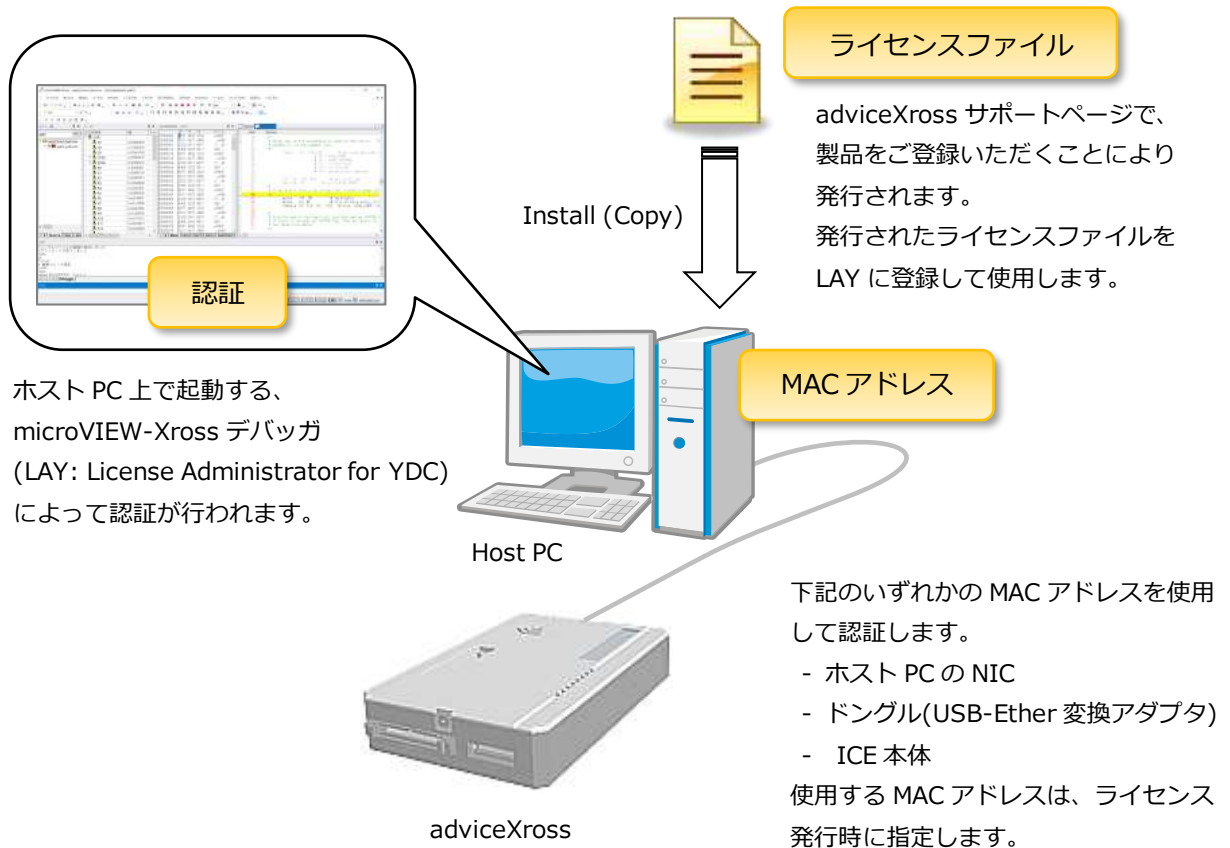 ライセンスファイル
adviceXross サポートページで、
製品をご登録いただくことにより
発行されます。
発行されたライセンスファイルを
LAY に登録して使用します。
Install (Copy)
認証
MAC アドレス
ホスト PC 上で起動する、
microVIEW-Xross デバッガ
(LAY: License Administrator for YDC)
によって認証が行われます。
Host PC
下記のいずれかの MAC アドレスを使用
して認証します。
- ホスト PC の NIC
- ドングル(USB-Ether 変換アダプタ)
- ICE 本体
使用する MAC アドレスは、ライセンス
発行時に指定します。
adviceXross